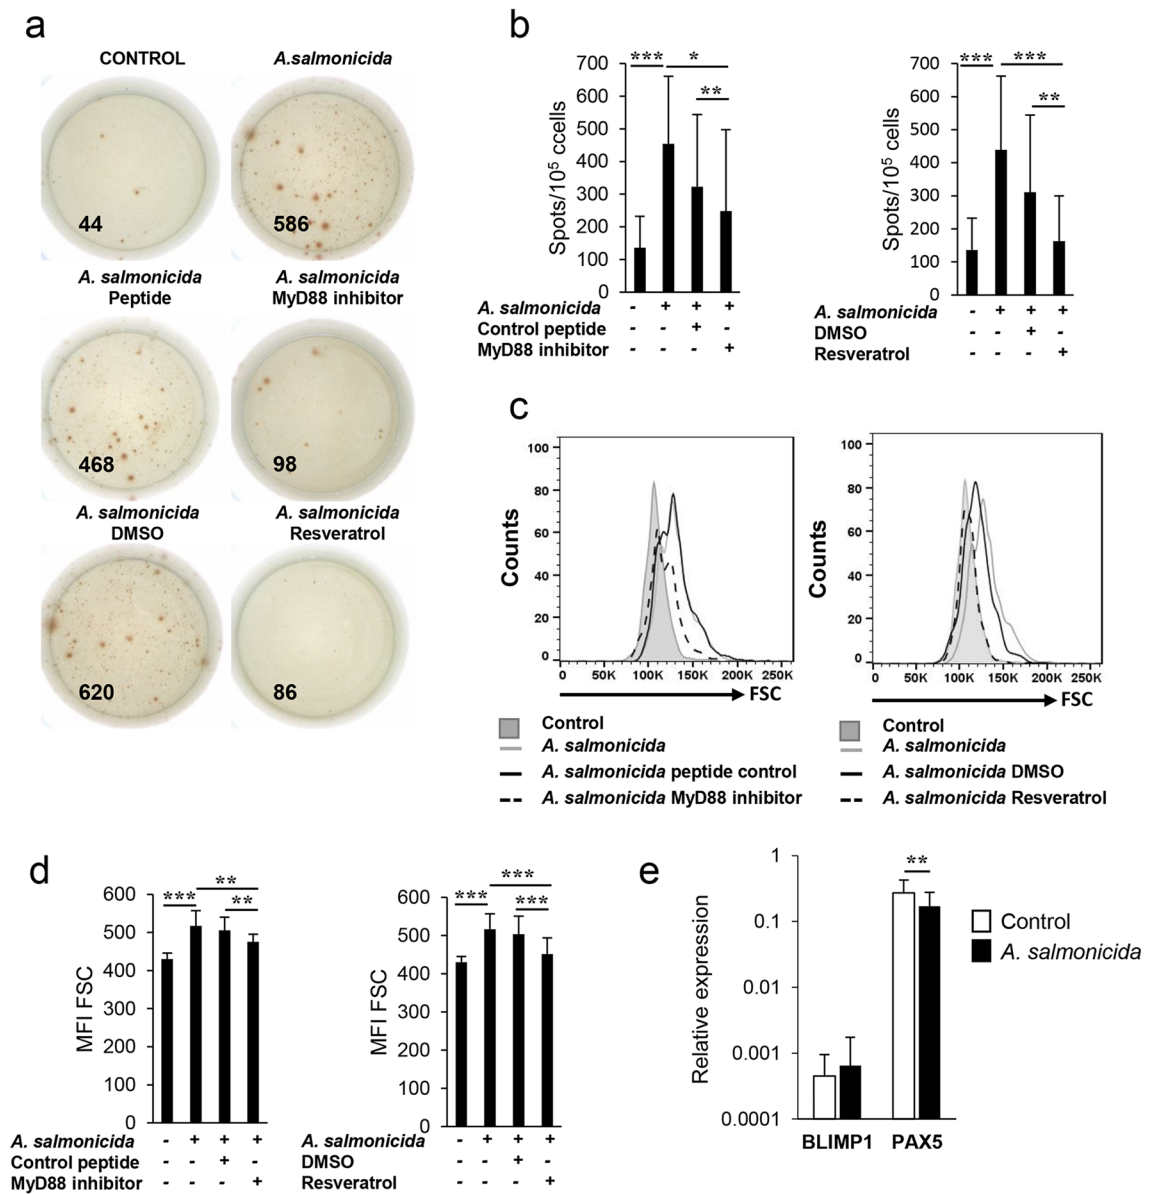 a
CONTROL
A.salmonicida
44
586
A. salmonicida
Peptide
A. salmonicida
MyD88 inhibitor
468
98
A. salmonicida
DMSO
A. salmonicida
Resveratrol
620
86
b
700
600
500
400
300
200
100
0
Spots/10⁵ ccells
*** *
**
A. salmonicida - + + +
Control peptide - - + -
MyD88 inhibitor - - - +
700
600
500
400
300
200
100
0
Spots/10⁵ cells
*** ***
**
A. salmonicida - + + +
DMSO - - + -
Resveratrol - - - +
c
100
80
60
40
20
0
Counts
0 50K 100K 150K 200K 250K
FSC
Control
A. salmonicida
A. salmonicida peptide control
A. salmonicida MyD88 inhibitor
100
80
60
40
20
0
Counts
0 50K 100K 150K 200K 250K
FSC
Control
A. salmonicida
A. salmonicida DMSO
A. salmonicida Resveratrol
d
600
500
400
300
200
100
0
MFI FSC
**
*** **
A. salmonicida - + + +
Control peptide - - + -
MyD88 inhibitor - - - +
600
500
400
300
200
100
0
MFI FSC
***
*** ***
A. salmonicida - + + +
DMSO - - + -
Resveratrol - - - +
e
1
0.1
0.01
0.001
0.0001
Relative expression
**
BLIMP1 PAX5
Control
A. salmonicida